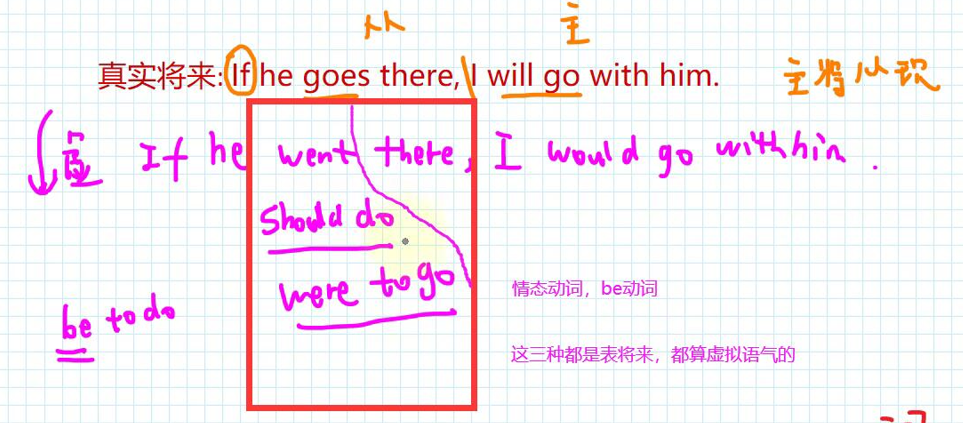 从 主
真实将来: If he goes there, I will go with him. 主将从现
虚 If he went there, I would go with him.
should do
were to go
情态动词，be动词
be to do
这三种都是表将来，都算虚拟语气的